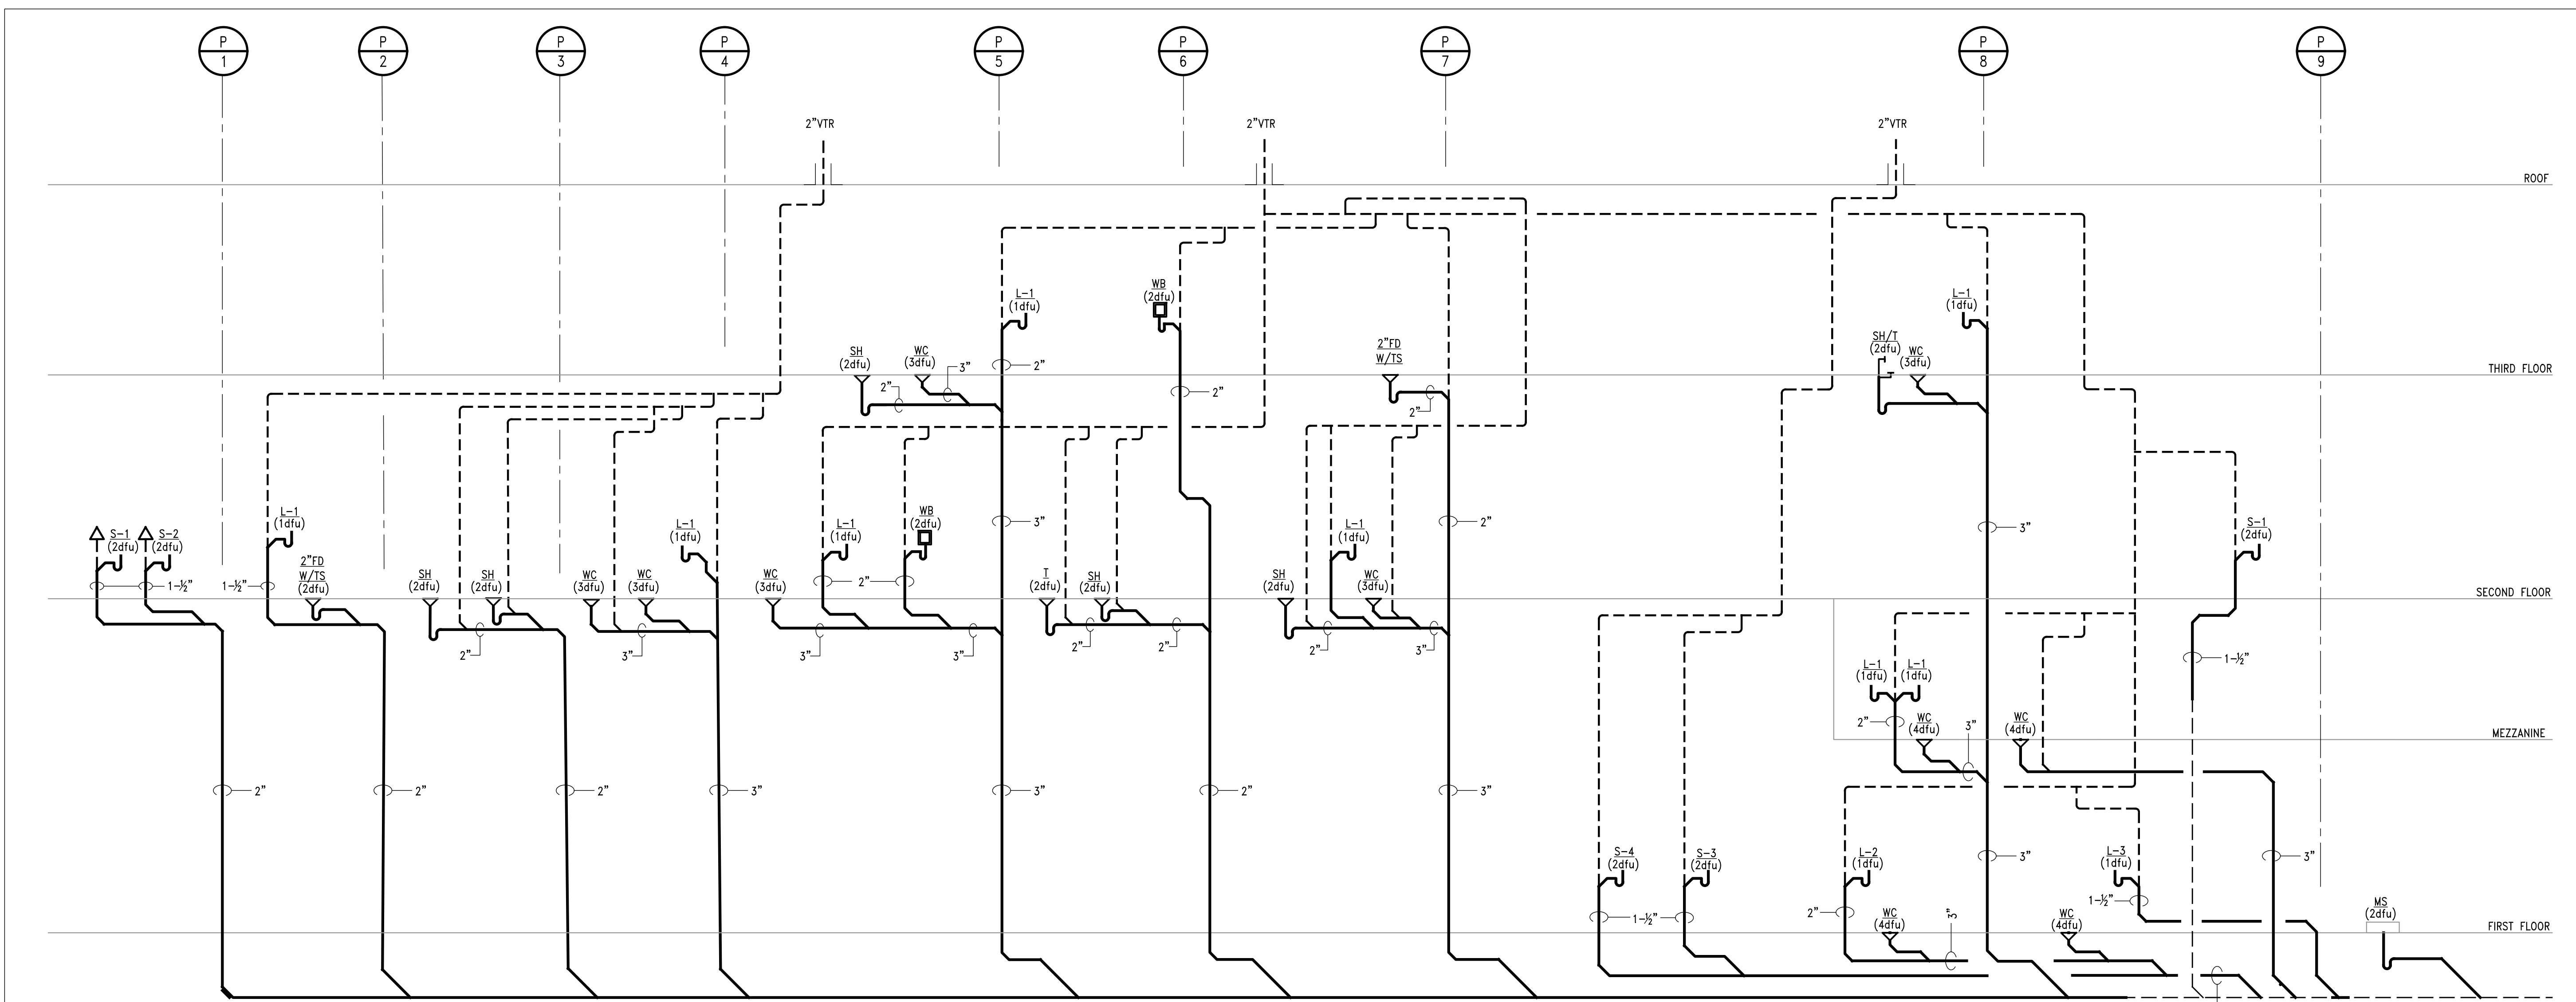 P
1
P
2
P
3
P
4
P
5
P
6
P
7
P
8
P
9
2"VTR
2"VTR
2"VTR
ROOF
L-1
(1dfu)
WB
(2dfu)
L-1
(1dfu)
SH
(2dfu)
WC
(3dfu)
3"
2"
2"
2"FD
W/TS
SH/T
(2dfu)
WC
(3dfu)
THIRD FLOOR
2"
2"
S-1
(2dfu)
S-2
(2dfu)
L-1
(1dfu)
L-1
(1dfu)
L-1
(1dfu)
WB
(2dfu)
3"
L-1
(1dfu)
2"
3"
S-1
(2dfu)
1-½"
1-½"
2"FD
W/TS
(2dfu)
SH
(2dfu)
SH
(2dfu)
WC
(3dfu)
WC
(3dfu)
WC
(3dfu)
2"
T
(2dfu)
SH
(2dfu)
SH
(2dfu)
WC
(3dfu)
SECOND FLOOR
2"
3"
3"
3"
2"
2"
2"
3"
1-½"
L-1
(1dfu)
L-1
(1dfu)
2"
WC
(4dfu)
3"
WC
(4dfu)
MEZZANINE
2"
2"
2"
3"
3"
2"
3"
S-4
(2dfu)
S-3
(2dfu)
L-2
(1dfu)
3"
L-3
(1dfu)
3"
1-½"
2"
WC
(4dfu)
3"
1-½"
WC
(4dfu)
MS
(2dfu)
FIRST FLOOR